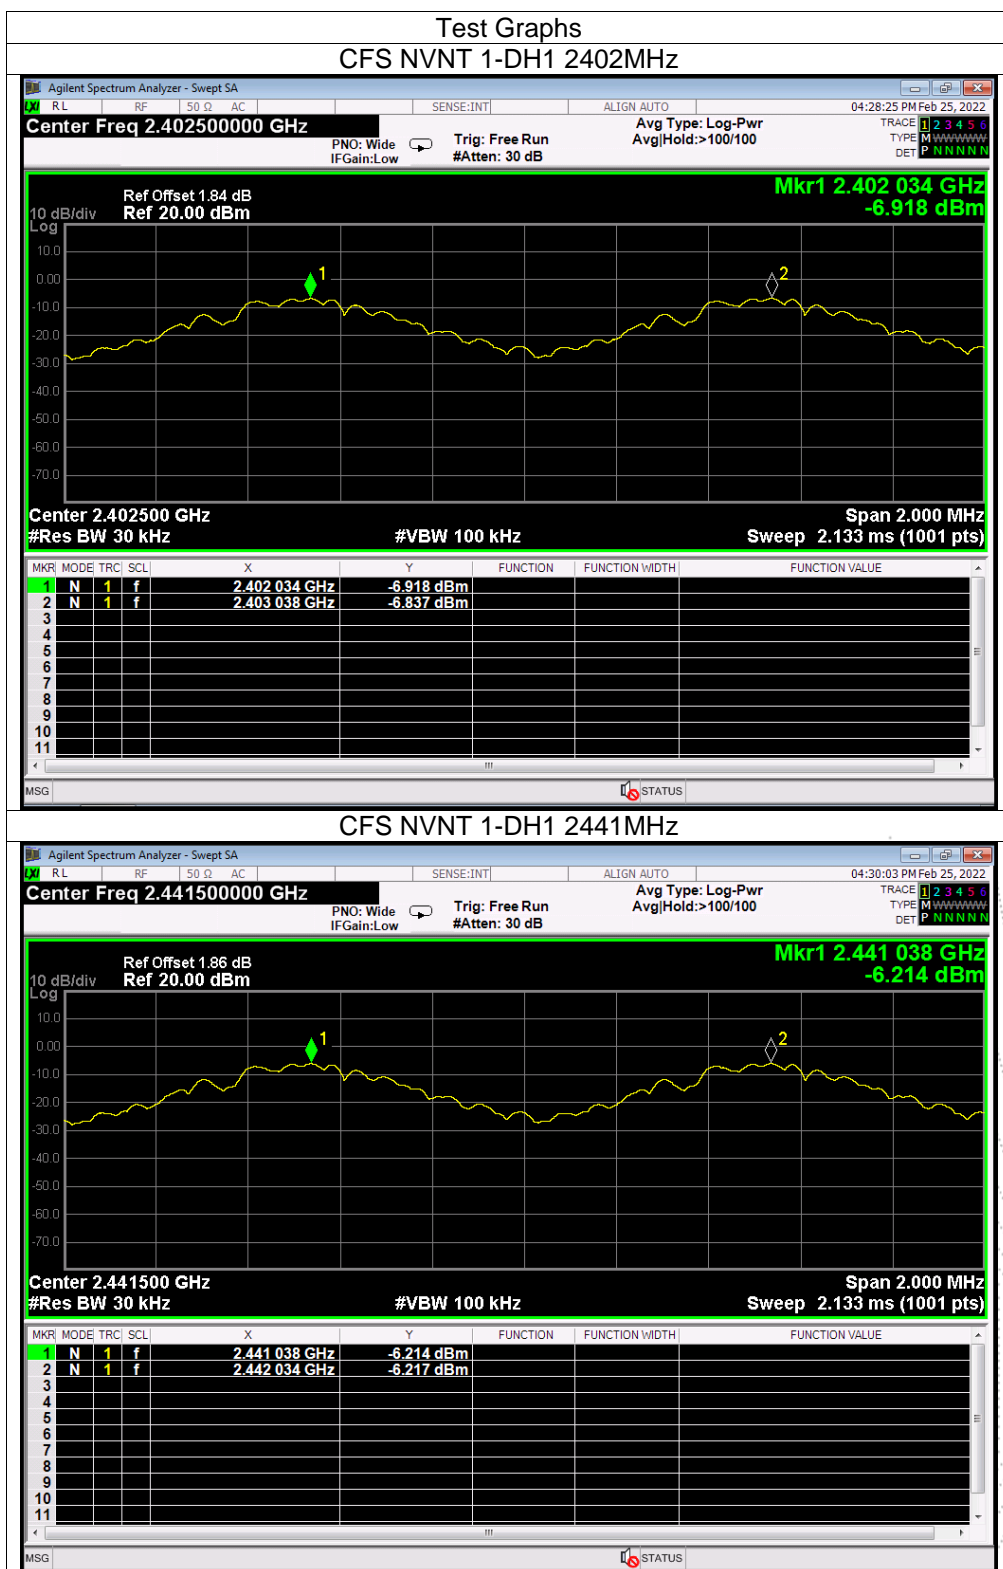 Test Graphs
CFS NVNT 1-DH1 2402MHz
Agilent Spectrum Analyzer - Swept SA
LXI RL RF 50 Ω AC SENSE:INT ALIGN AUTO 04:28:25 PM Feb 25, 2022
Center Freq 2.402500000 GHz Avg Type: Log-Pwr TRACE 1 2 3 4 5 6
PNO: Wide Trig: Free Run Avg|Hold:>100/100 TYPE M WWWWW
IFGain:Low #Atten: 30 dB DET P N N N N N
Mkr1 2.402 034 GHz
Ref Offset 1.84 dB
10 dB/div Ref 20.00 dBm -6.918 dBm
Log
10.0
0.00
-10.0
-20.0
-30.0
-40.0
-50.0
-60.0
-70.0
1
2
Center 2.402500 GHz Span 2.000 MHz
#Res BW 30 kHz #VBW 100 kHz Sweep 2.133 ms (1001 pts)
MKR MODE TRC SCL X Y FUNCTION FUNCTION WIDTH FUNCTION VALUE
1 N 1 f 2.402 034 GHz -6.918 dBm
2 N 1 f 2.403 038 GHz -6.837 dBm
3
4
5
6
7
8
9
10
11
MSG STATUS
CFS NVNT 1-DH1 2441MHz
Agilent Spectrum Analyzer - Swept SA
LXI RL RF 50 Ω AC SENSE:INT ALIGN AUTO 04:30:03 PM Feb 25, 2022
Center Freq 2.441500000 GHz Avg Type: Log-Pwr TRACE 1 2 3 4 5 6
PNO: Wide Trig: Free Run Avg|Hold:>100/100 TYPE M WWWWW
IFGain:Low #Atten: 30 dB DET P N N N N N
Mkr1 2.441 038 GHz
Ref Offset 1.86 dB
10 dB/div Ref 20.00 dBm -6.214 dBm
Log
10.0
0.00
-10.0
-20.0
-30.0
-40.0
-50.0
-60.0
-70.0
1
2
Center 2.441500 GHz Span 2.000 MHz
#Res BW 30 kHz #VBW 100 kHz Sweep 2.133 ms (1001 pts)
MKR MODE TRC SCL X Y FUNCTION FUNCTION WIDTH FUNCTION VALUE
1 N 1 f 2.441 038 GHz -6.214 dBm
2 N 1 f 2.442 034 GHz -6.217 dBm
3
4
5
6
7
8
9
10
11
MSG STATUS